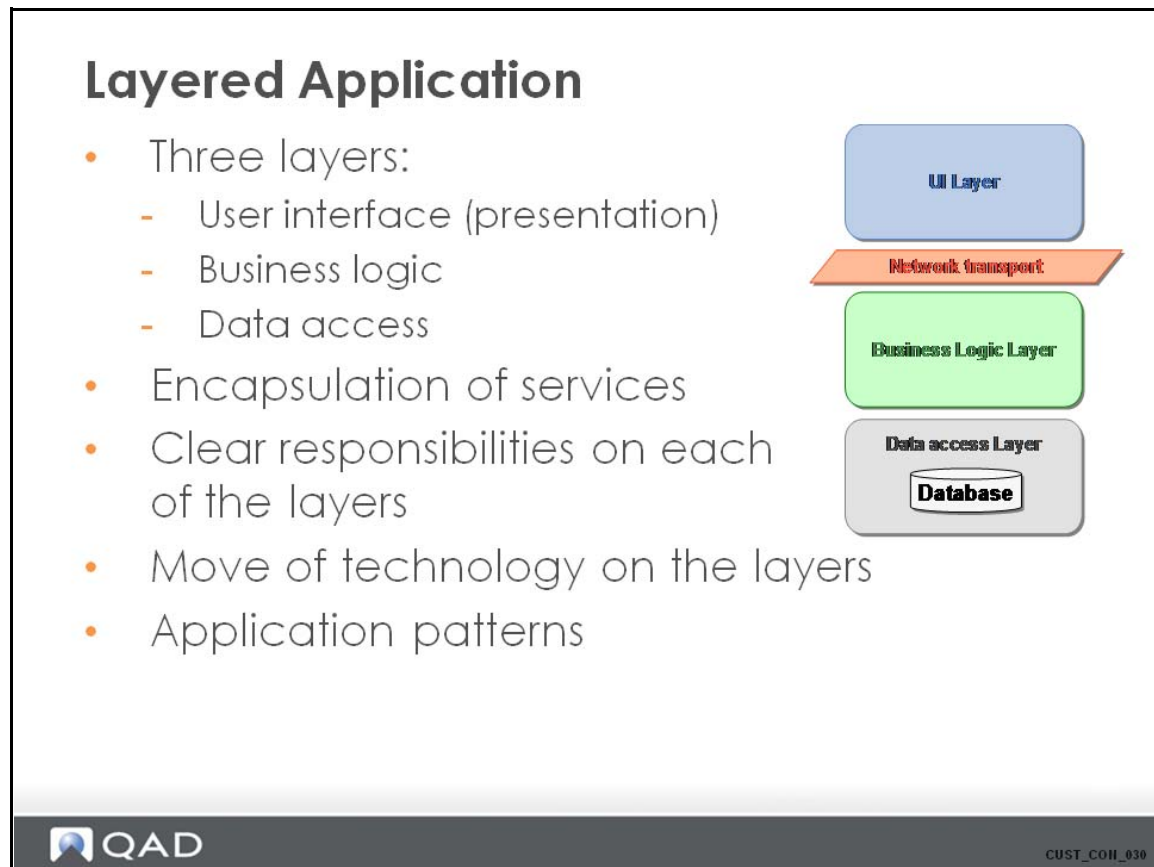 Layered Application
• Three layers:
- User interface (presentation)
- Business logic
- Data access
• Encapsulation of services
• Clear responsibilities on each
of the layers
• Move of technology on the layers
• Application patterns
UI Layer
Network transport
Business Logic Layer
Data access Layer
Database
QAD
CUST_CON_030